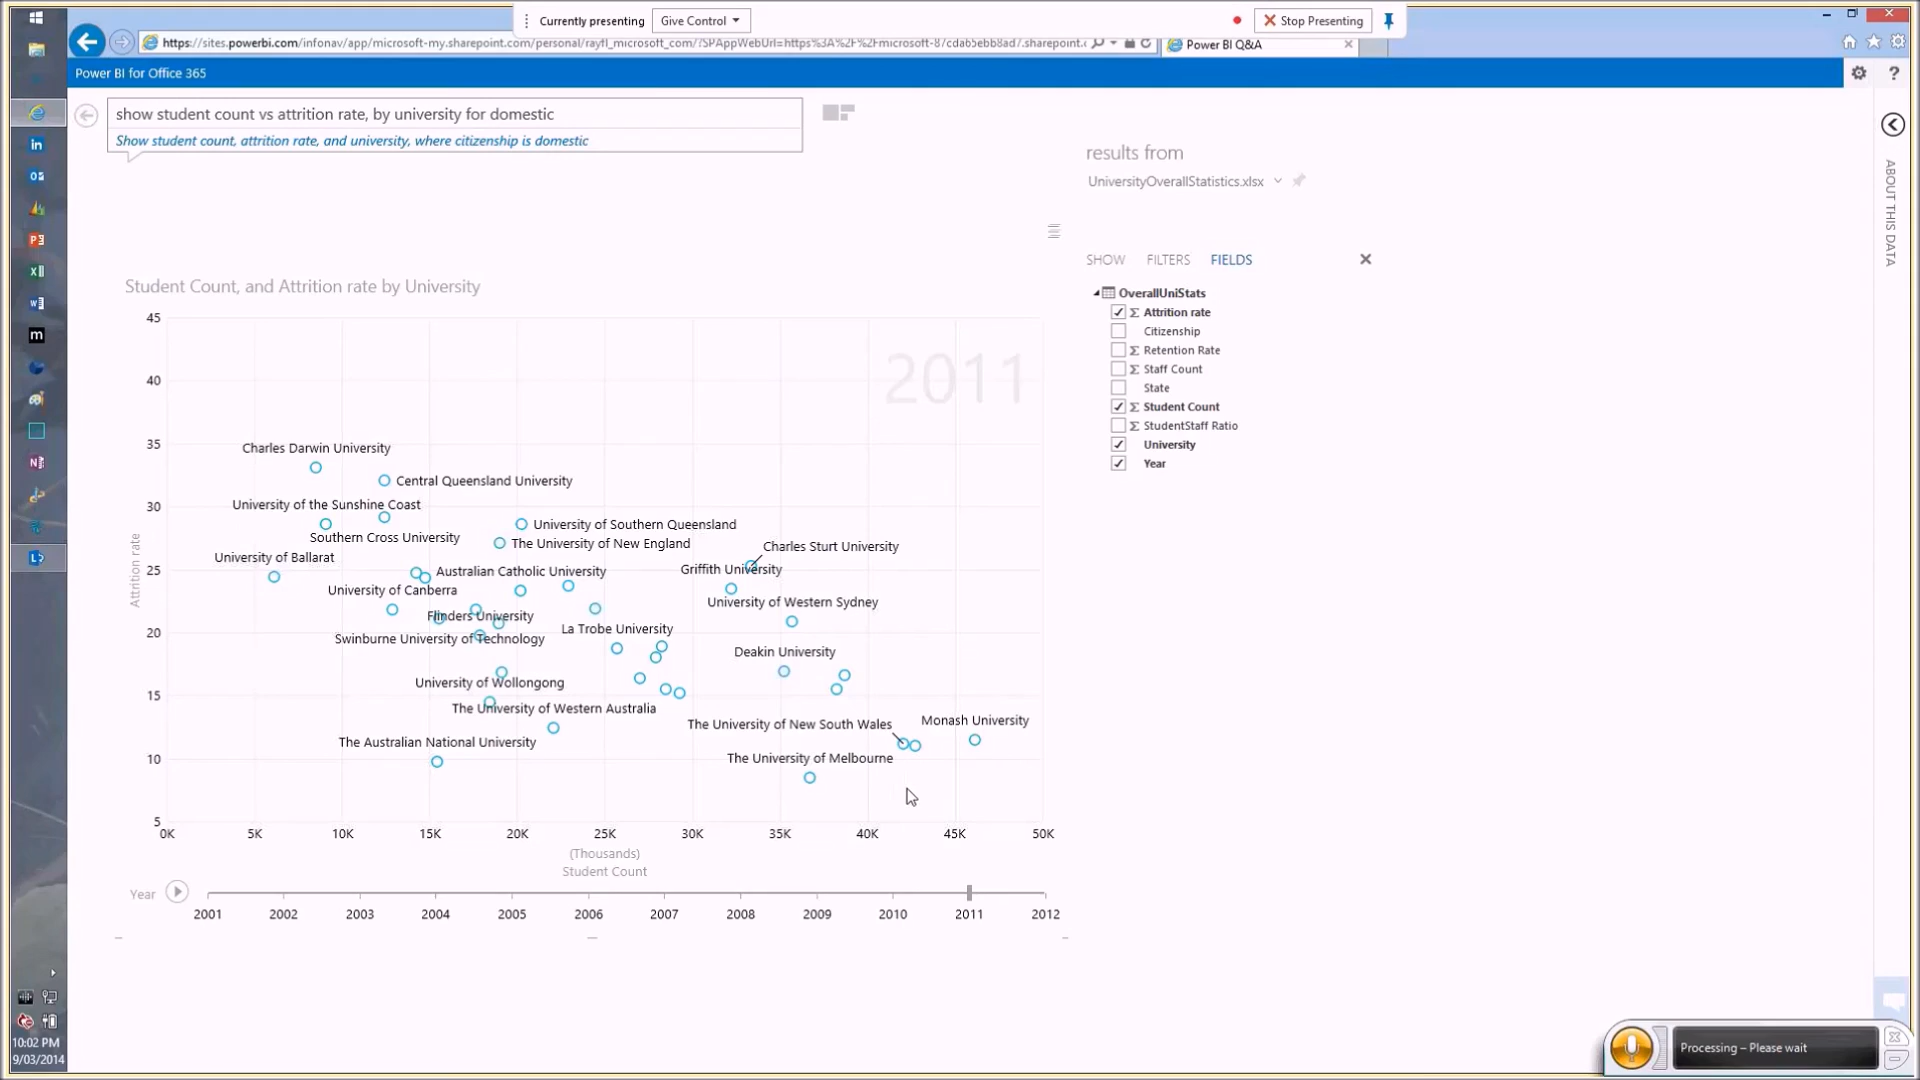 Currently presenting
Give Control
Stop Presenting
https://sites.powerbi.com/infonav/app/microsoft-my.sharepoint.com/personal/rayfl_microsoft_com/?SPAppWebUrl=https%3A%2F%2Fmicrosoft-87cda65ebb8ad7.sharepoint.c
Power BI Q&A
Power BI for Office 365
?
show student count vs attrition rate, by university for domestic
Show student count, attrition rate, and university, where citizenship is domestic
results from
UniversityOverallStatistics.xlsx
ABOUT THIS DATA
SHOW FILTERS FIELDS
OverallUniStats
Σ Attrition rate
Citizenship
Σ Retention Rate
Σ Staff Count
State
Σ Student Count
Σ StudentStaff Ratio
University
Year
Student Count, and Attrition rate by University
2011
Attrition rate
45
40
35
30
25
20
15
10
5
Charles Darwin University
Central Queensland University
University of the Sunshine Coast
University of Southern Queensland
Southern Cross University
The University of New England
Charles Sturt University
University of Ballarat
Australian Catholic University
Griffith University
University of Canberra
University of Western Sydney
Flinders University
La Trobe University
Swinburne University of Technology
Deakin University
University of Wollongong
The University of Western Australia
The University of New South Wales
Monash University
The Australian National University
The University of Melbourne
0K 5K 10K 15K 20K 25K 30K 35K 40K 45K 50K
(Thousands)
Student Count
Year
2001 2002 2003 2004 2005 2006 2007 2008 2009 2010 2011 2012
10:02 PM
9/03/2014
Processing – Please wait